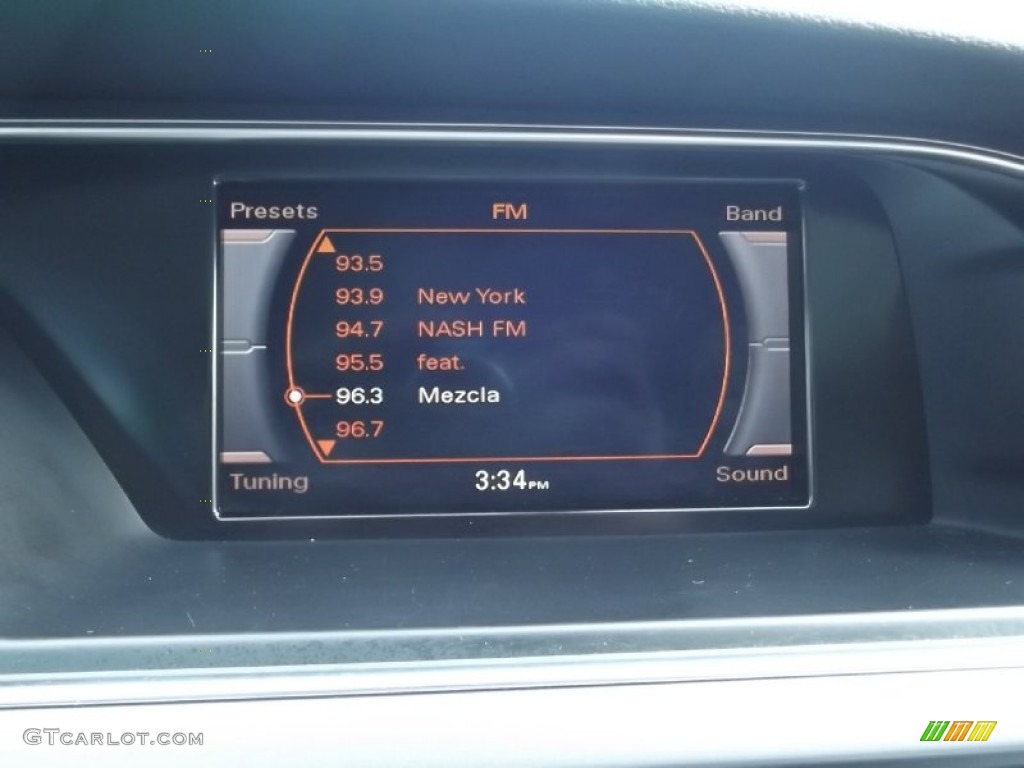 Presets FM Band
93.5
93.9 New York
94.7 NASH FM
95.5 feat.
96.3 Mezcla
96.7
Tuning 3:34PM Sound
GTCARLOT.COM